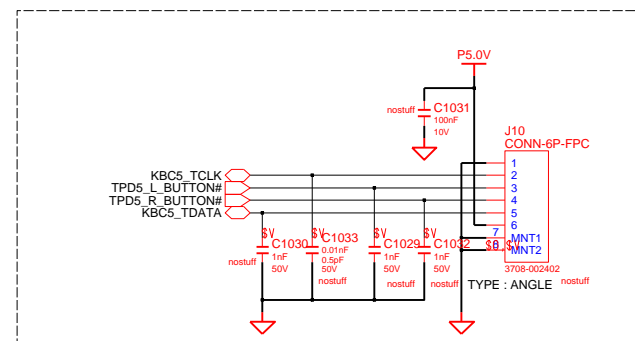 P5.0V
nostuff
C1031
100nF
10V
J10
CONN-6P-FPC
KBC5_TCLK
TPD5_L_BUTTON#
TPD5_R_BUTTON#
KBC5_TDATA
1
2
3
4
5
6
7
MNT1
8
MNT2
$V
$V
$V
$V
C1030
1nF
50V
nostuff
C1033
0.01nF
0.5pF
50V
nostuff
C1029
1nF
50V
nostuff
C1032
1nF
50V
nostuff
3708-002402
TYPE : ANGLE
nostuff